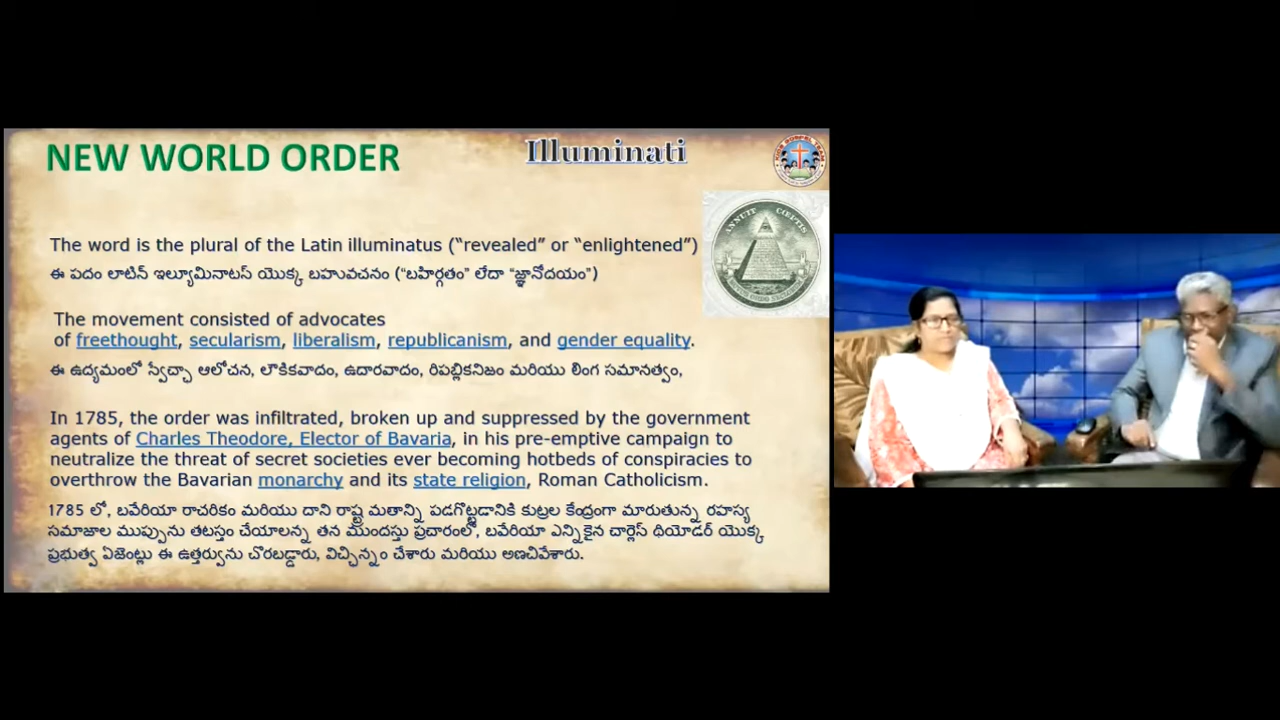 NEW WORLD ORDER
Illuminati
ANNUIT CŒPTIS
The word is the plural of the Latin illuminatus (“revealed” or “enlightened”)
ఈ పదం లాటిన్ ఇల్యూమినాటస్ యొక్క బహువచనం (“బహిర్గతం” లేదా “జ్ఞానోదయం”)
The movement consisted of advocates
of freethought, secularism, liberalism, republicanism, and gender equality.
ఈ ఉద్యమంలో స్వేచ్ఛా ఆలోచన, లౌకికవాదం, ఉదారవాదం, రిపబ్లికనిజం మరియు లింగ సమానత్వం,
In 1785, the order was infiltrated, broken up and suppressed by the government
agents of Charles Theodore, Elector of Bavaria, in his pre-emptive campaign to
neutralize the threat of secret societies ever becoming hotbeds of conspiracies to
overthrow the Bavarian monarchy and its state religion, Roman Catholicism.
1785 లో, బవేరియా రాచరికం మరియు దాని రాష్ట్ర మతాన్ని పడగొట్టడానికి కుట్రల కేంద్రంగా మారుతున్న రహస్య
సమాజాల ముప్పును తటస్తం చేయాలన్న తన ముందస్తు ప్రచారంలో, బవేరియా ఎన్నికైన చార్లెస్ థియోడర్ యొక్క
ప్రభుత్వ ఏజెంట్లు ఈ ఉత్తర్వును చొరబడ్డారు, విచ్ఛిన్నం చేశారు మరియు అణచివేశారు.